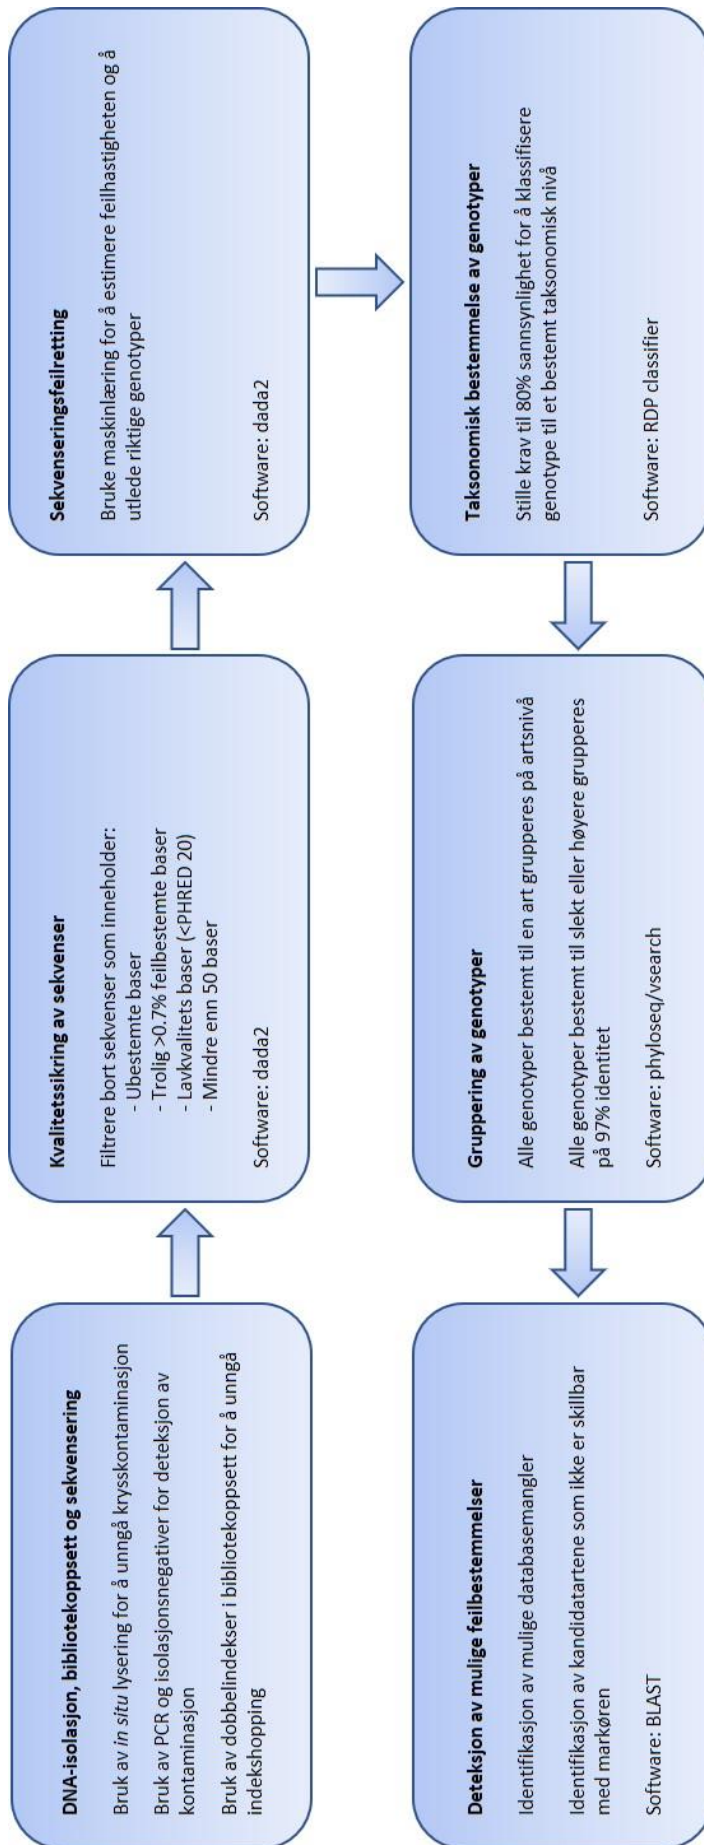 DNA-isolasjon, bibliotekoppsett og sekvensering
Bruk av in situ lysering for å unngå krysskontaminasjon
Bruk av PCR og isolasjonsnegativer for deteksjon av
kontaminasjon
Bruk av dobbelindekser i bibliotekoppsett for å unngå
indekshopping
Kvalitetssikring av sekvenser
Filtrere bort sekvenser som inneholder:
- Ubestemte baser
- Trolig >0.7% feilbestemte baser
- Lavkvalitets baser (<PHRED 20)
- Mindre enn 50 baser
Software: dada2
Sekvenseringsfeilretting
Bruke maskinlæring for å estimere feilhastigheten og å
utlede riktige genotyper
Software: dada2
Taksonomisk bestemmelse av genotyper
Stille krav til 80% sannsynlighet for å klassifisere
genotype til et bestemt taksonomisk nivå
Software: RDP classifier
Gruppering av genotyper
Alle genotyper bestemt til en art grupperes på artsnivå
Alle genotyper bestemt til slekt eller høyere grupperes
på 97% identitet
Software: phyloseq/vsearch
Deteksjon av mulige feilbestemmelser
Identifikasjon av mulige databasemangler
Identifikasjon av kandidatartene som ikke er skillbar
med markøren
Software: BLAST